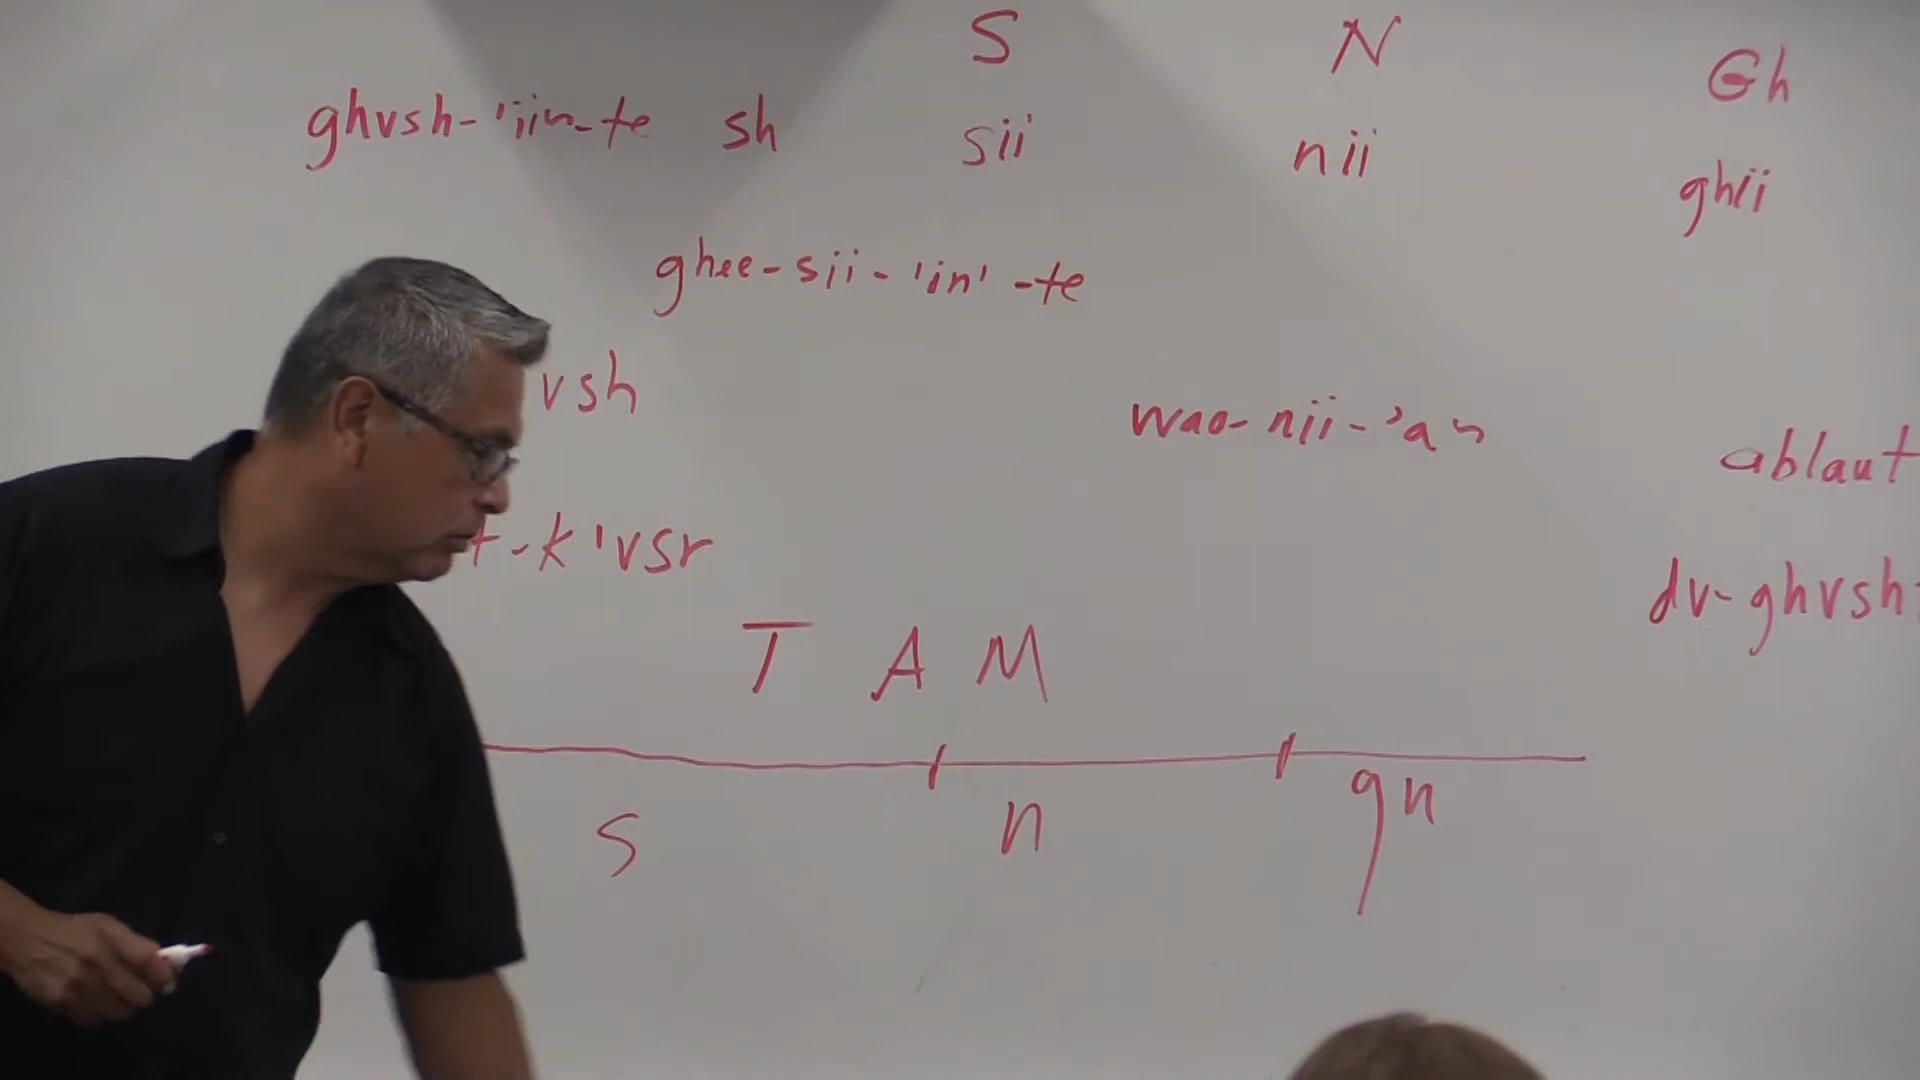 S N Gh
ghvsh-'iin-te sh sii nii ghii
ghee-sii-'in'-te
vsh
wao-nii-'an
ablaut
t-k'vsr
dv-ghvsh
T A M
s n gh